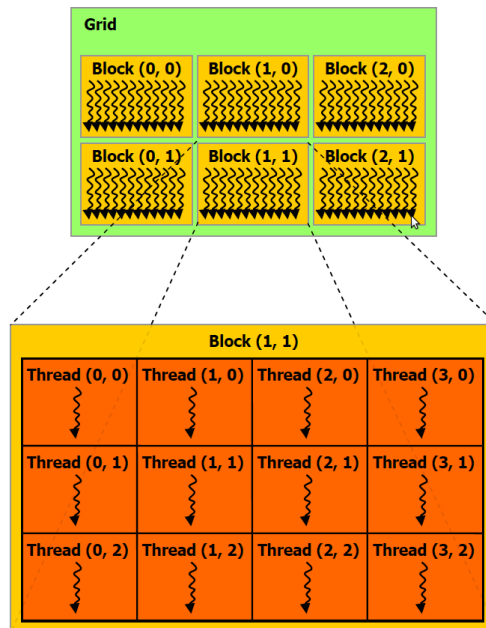 Grid
Block (0, 0) Block (1, 0) Block (2, 0)
Block (0, 1) Block (1, 1) Block (2, 1)
Block (1, 1)
Thread (0, 0) Thread (1, 0) Thread (2, 0) Thread (3, 0)
Thread (0, 1) Thread (1, 1) Thread (2, 1) Thread (3, 1)
Thread (0, 2) Thread (1, 2) Thread (2, 2) Thread (3, 2)